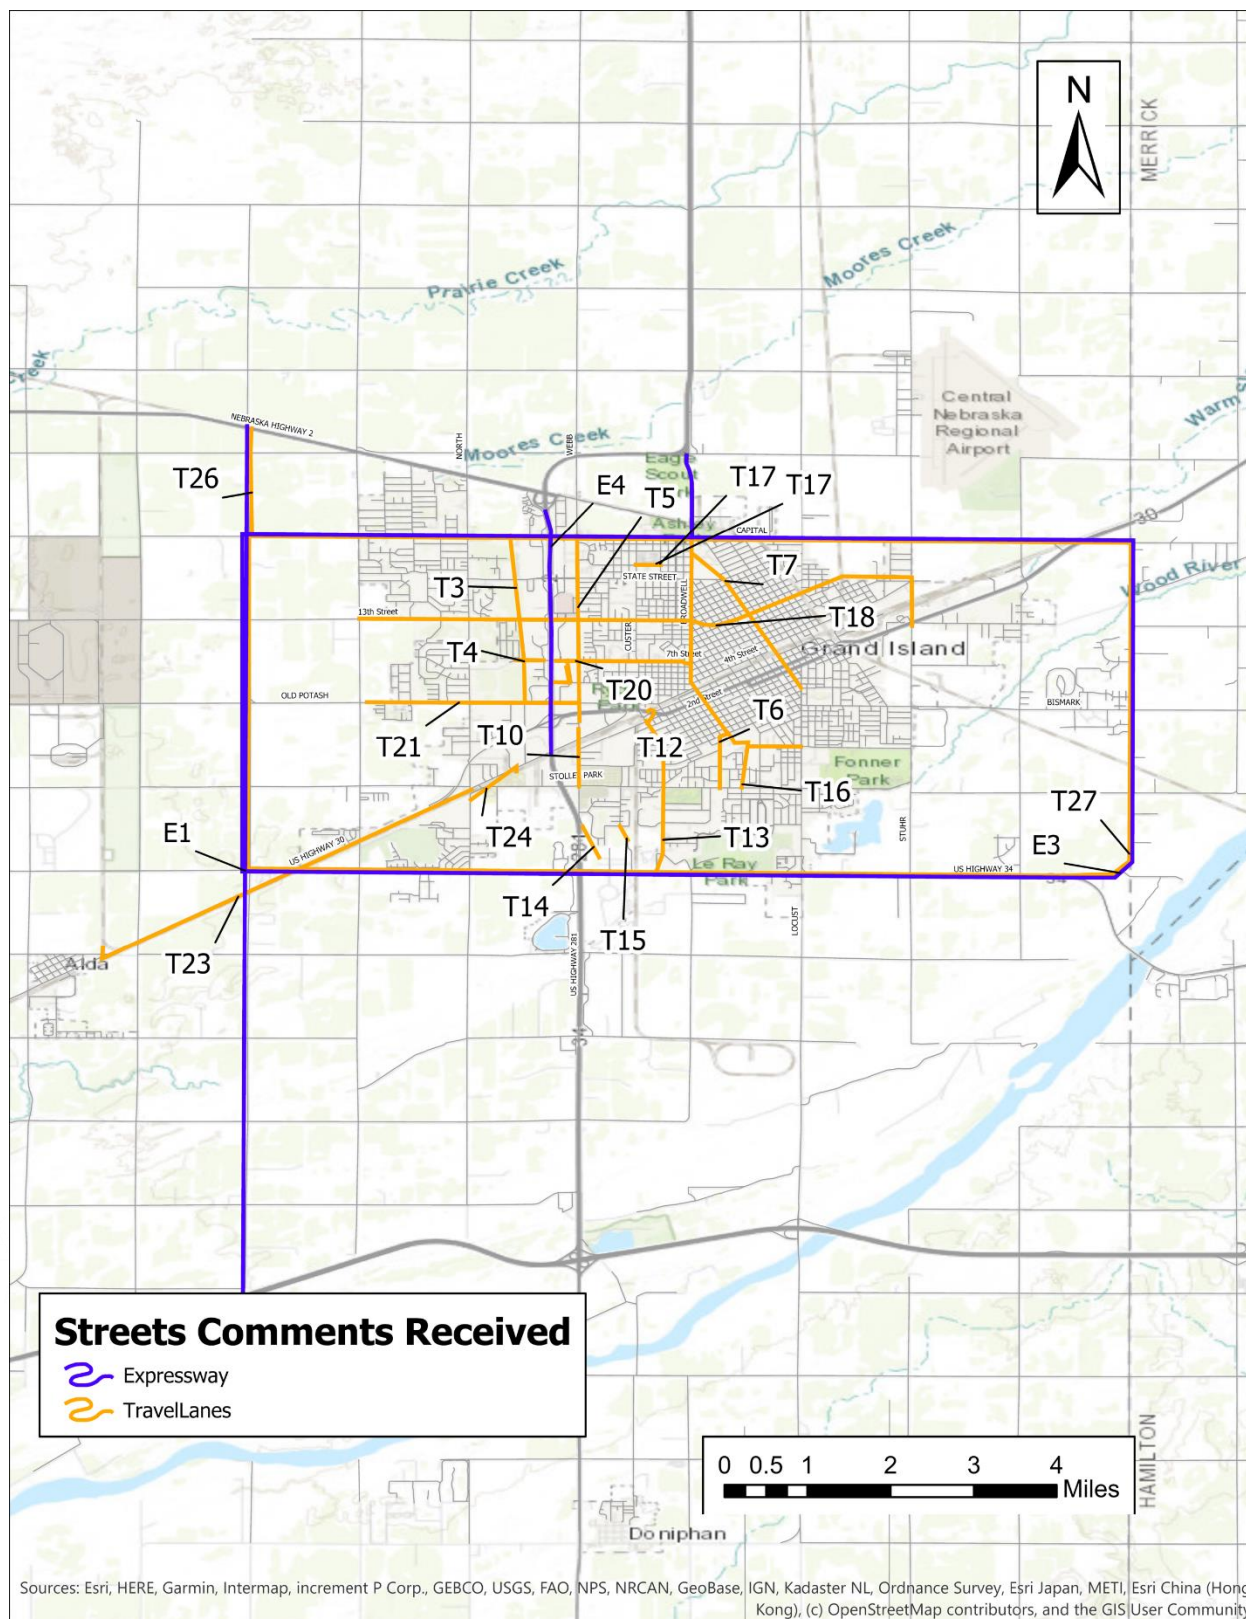 N
MERRICK
Moores Creek
Prairie Creek
Creek
Central
Nebraska
Regional
Airport
NEBRASKA HIGHWAY 2
NORTH
Moores Creek
WEBB
Eagle
Scout
T26
E4
T5
T17
T17
30
CAPITAL
Wood River
STATE STREET
T7
T3
13th Street
BROADWELL
CUSTER
T18
T4
7th Street
4th Street
Grand Island
OLD POTASH
T20
2nd Street
BISMARK
T21
T10
T12
T6
STOLLEY PARK
Fonner
Park
T16
T27
T24
US HIGHWAY 30
281
T13
STUHR
E1
E3
Le Ray
Park
US HIGHWAY 34
34
T14
T15
LOCUST
T23
Alda
US HIGHWAY 281
34
Streets Comments Received
Expressway
TravelLanes
0 0.5 1 2 3 4
Miles
HAMILTON
Doniphan
Sources: Esri, HERE, Garmin, Intermap, increment P Corp., GEBCO, USGS, FAO, NPS, NRCAN, GeoBase, IGN, Kadaster NL, Ordnance Survey, Esri Japan, METI, Esri China (Hong
Kong), (c) OpenStreetMap contributors, and the GIS User Community